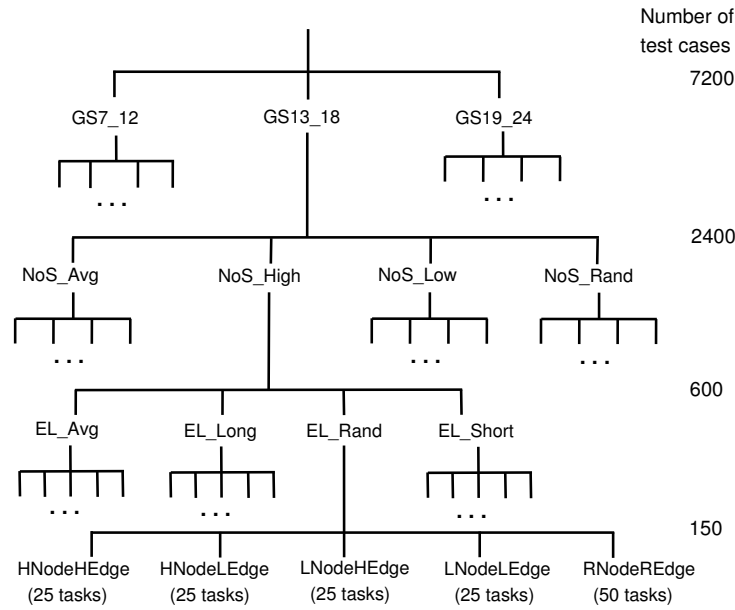 Number of
test cases
7200
GS7_12 GS13_18 GS19_24
... ...
2400
NoS_Avg NoS_High NoS_Low NoS_Rand
... ... ...
600
EL_Avg EL_Long EL_Rand EL_Short
... ... ...
150
HNodeHEdge HNodeLEdge LNodeHEdge LNodeLEdge RNodeREdge
(25 tasks) (25 tasks) (25 tasks) (25 tasks) (50 tasks)